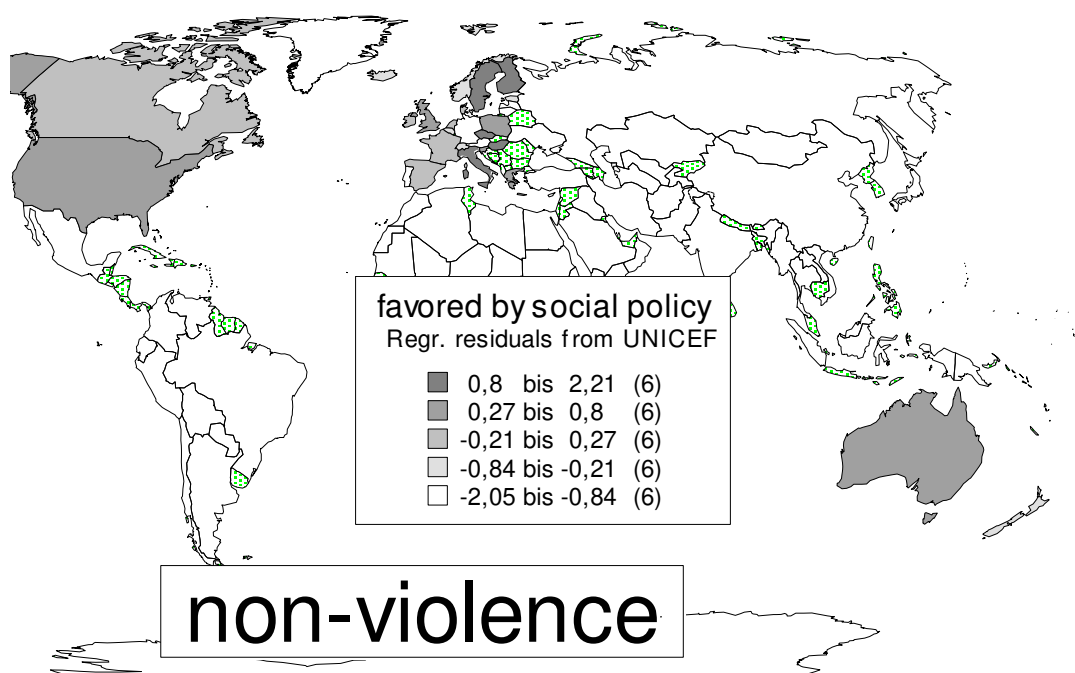 favored by social policy
Regr. residuals from UNICEF
0,8 bis 2,21 (6)
0,27 bis 0,8 (6)
-0,21 bis 0,27 (6)
-0,84 bis -0,21 (6)
-2,05 bis -0,84 (6)
non-violence